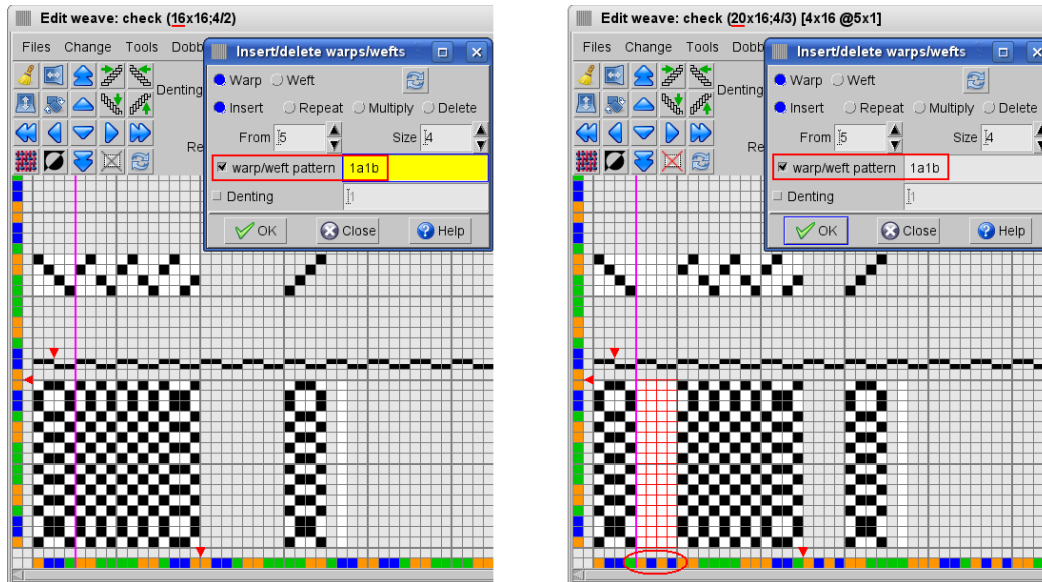 Edit weave: check (16x16;4/2)
Files Change Tools Dobb
Insert/delete warps/wefts
Warp Weft
Denting
Insert Repeat Multiply Delete
From 5 Size 4
Re
warp/weft pattern 1a1b
Denting 1
OK Close Help
Edit weave: check (20x16;4/3) [4x16 @5x1]
Files Change Tools Dobb
Insert/delete warps/wefts
Warp Weft
Denting
Insert Repeat Multiply Delete
From 5 Size 4
Re
warp/weft pattern 1a1b
Denting 1
OK Close Help